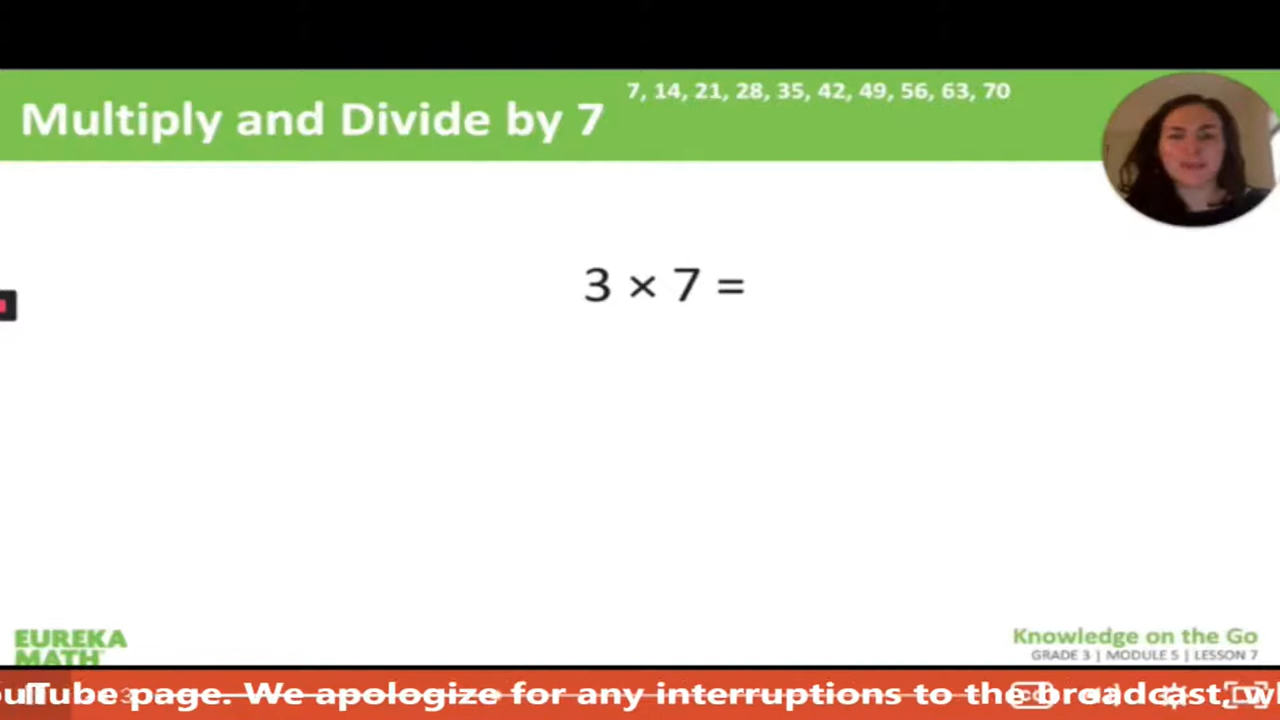 7, 14, 21, 28, 35, 42, 49, 56, 63, 70
Multiply and Divide by 7
3 × 7 =
EUREKA
MATH
Knowledge on the Go
GRADE 3 | MODULE 5 | LESSON 7
page. We apologize for any interruptions to the broadcast,